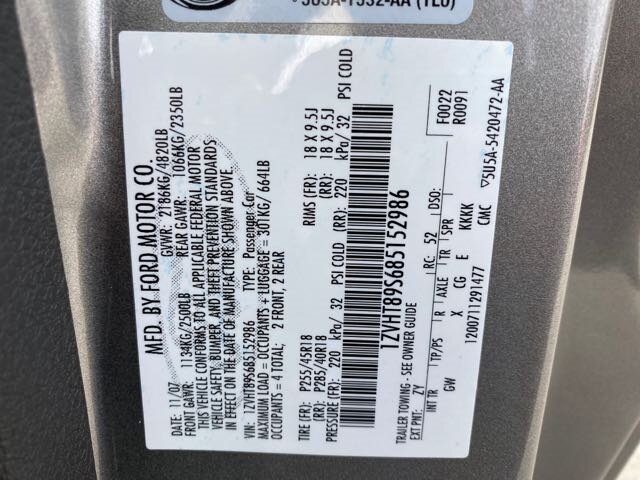 5U5A-1532-AA (TL0)
MFD. BY FORD MOTOR CO.
DATE: 11/07 GVWR: 2186KG/4820LB
FRONT GAWR: 1134KG/2500LB REAR GAWR: 1066KG/2350LB
THIS VEHICLE CONFORMS TO ALL APPLICABLE FEDERAL MOTOR
VEHICLE SAFETY, BUMPER, AND THEFT PREVENTION STANDARDS
IN EFFECT ON THE DATE OF MANUFACTURE SHOWN ABOVE.
VIN: 1ZVHT89S685152986 TYPE: Passenger Car
MAXIMUM LOAD = OCCUPANTS + LUGGAGE = 301KG/ 664LB
OCCUPANTS = 4 TOTAL; 2 FRONT, 2 REAR
TIRE (FR): P255/45R18 RIMS (FR): 18 X 9.5J
(RR): P285/40R18 (RR): 18 X 9.5J
PRESSURE (FR): 220 kPa/ 32 PSI COLD (RR): 220 kPa/ 32 PSI COLD
1ZVHT89S685152986
TRAILER TOWING - SEE OWNER GUIDE
EXT PNT: ZY RC: 52 DSO: F0022
R0091
INT TR TP/PS R AXLE TR SPR
GW X CG E KKKK
1200711291477 CMC ▽5U5A-5420472-AA